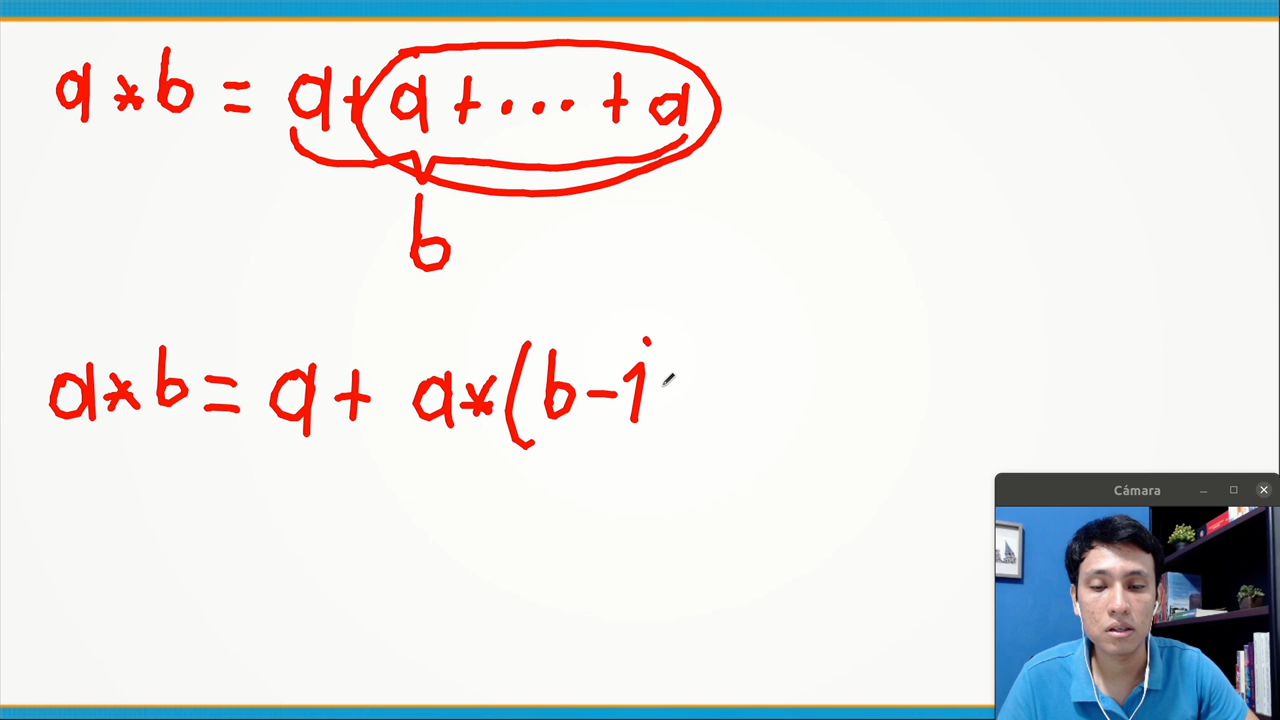 a * b = a + a + ... + a
b
a * b = a + a * (b - 1
Cámara